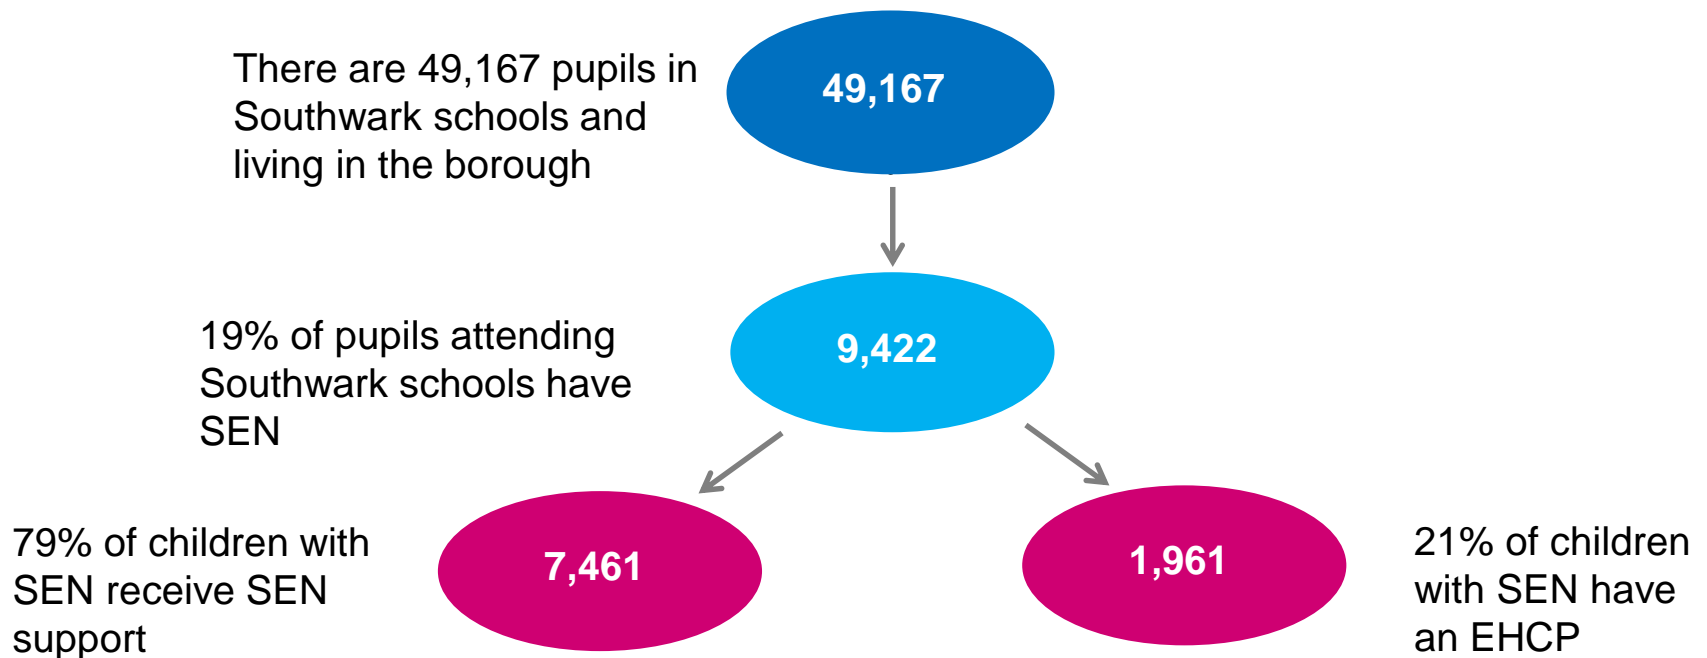 There are 49,167 pupils in
Southwark schools and
living in the borough
49,167
19% of pupils attending
Southwark schools have
SEN
9,422
79% of children with
SEN receive SEN
support
7,461
1,961
21% of children
with SEN have
an EHCP